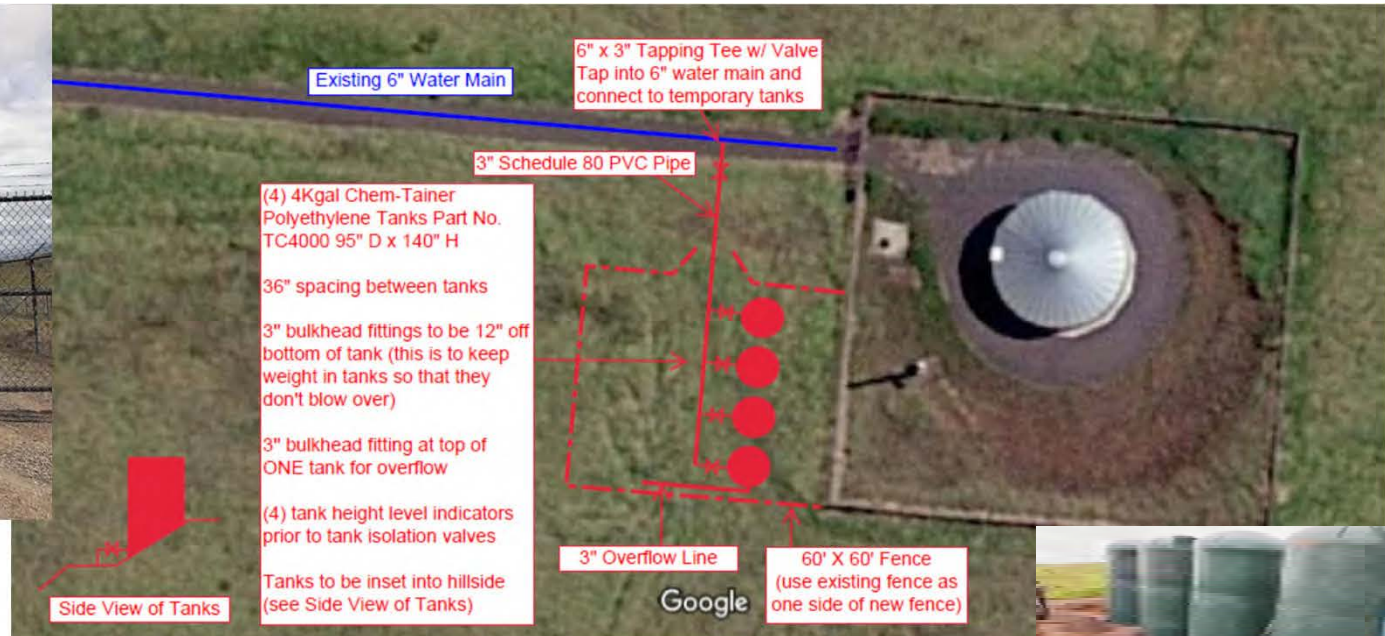 Existing 6" Water Main
6" x 3" Tapping Tee w/ Valve
Tap into 6" water main and
connect to temporary tanks
3" Schedule 80 PVC Pipe
(4) 4Kgal Chem-Tainer
Polyethylene Tanks Part No.
TC4000 95" D x 140" H
36" spacing between tanks
3" bulkhead fittings to be 12" off
bottom of tank (this is to keep
weight in tanks so that they
don't blow over)
3" bulkhead fitting at top of
ONE tank for overflow
(4) tank height level indicators
prior to tank isolation valves
Tanks to be inset into hillside
(see Side View of Tanks)
Side View of Tanks
3" Overflow Line
60' X 60' Fence
(use existing fence as
one side of new fence)
Google